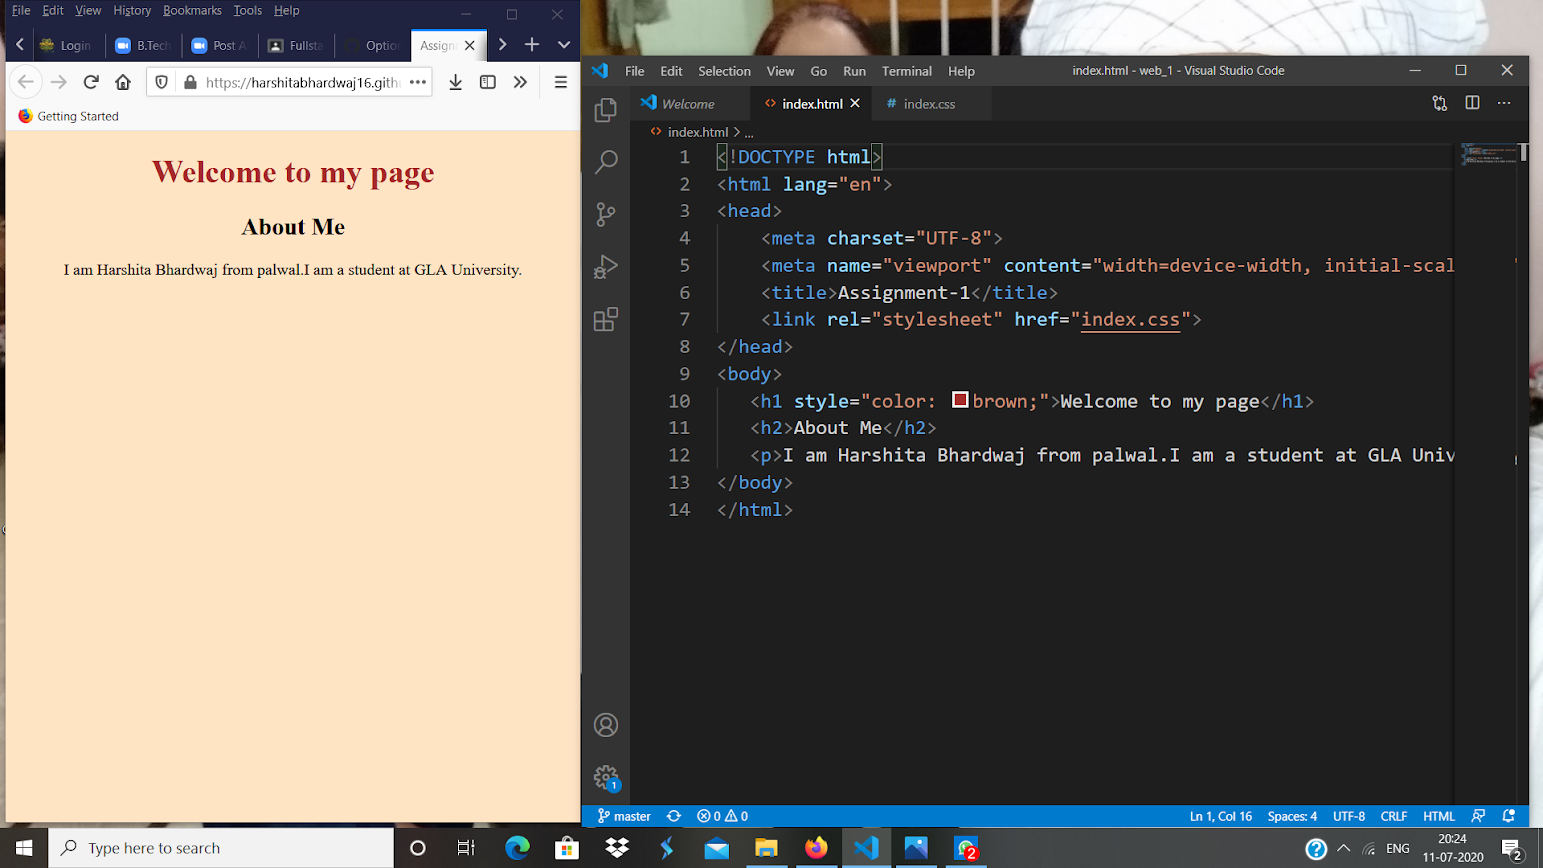 File Edit View History Bookmarks Tools Help
Login B.Tech Post A Fullsta Option Assign
https://harshitabhardwaj16.gith
Getting Started
Welcome to my page
About Me
I am Harshita Bhardwaj from palwal.I am a student at GLA University.
File Edit Selection View Go Run Terminal Help index.html - web_1 - Visual Studio Code
Welcome index.html # index.css
<> index.html > ...
1 <!DOCTYPE html>
2 <html lang="en">
3 <head>
4 <meta charset="UTF-8">
5 <meta name="viewport" content="width=device-width, initial-scal
6 <title>Assignment-1</title>
7 <link rel="stylesheet" href="index.css">
8 </head>
9 <body>
10 <h1 style="color: brown;">Welcome to my page</h1>
11 <h2>About Me</h2>
12 <p>I am Harshita Bhardwaj from palwal.I am a student at GLA Univ
13 </body>
14 </html>
1
master 0 0 Ln 1, Col 16 Spaces: 4 UTF-8 CRLF HTML
Type here to search
2
ENG
20:24
11-07-2020
2